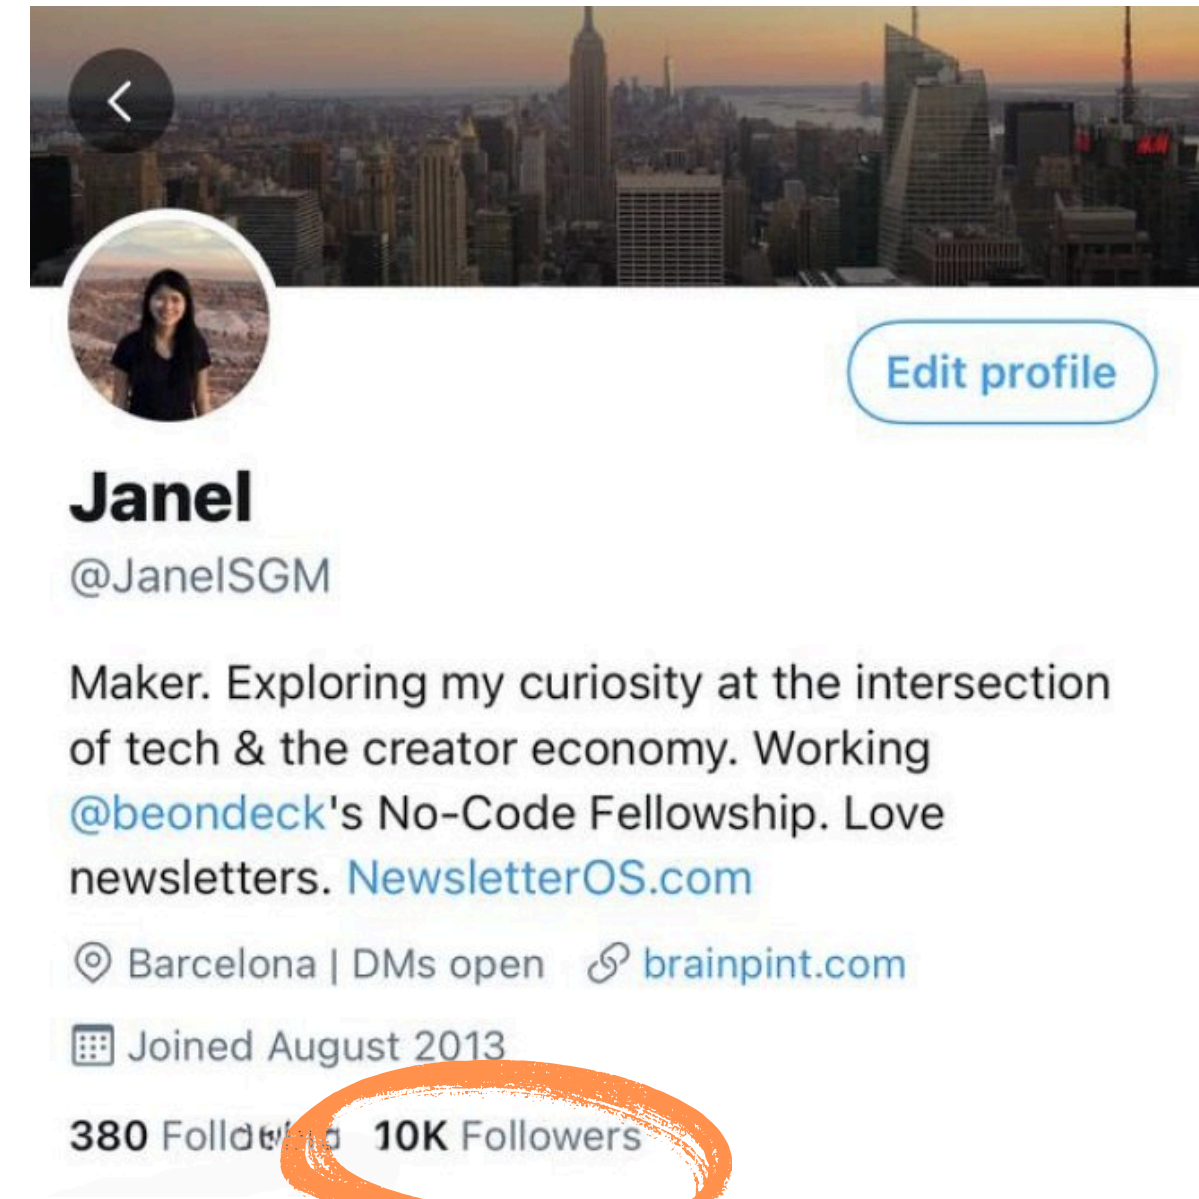 H&M
Edit profile
Janel
@JanelSGM
Maker. Exploring my curiosity at the intersection
of tech & the creator economy. Working
@beondeck's No-Code Fellowship. Love
newsletters. NewsletterOS.com
Barcelona | DMs open brainpint.com
Joined August 2013
380 Following 10K Followers